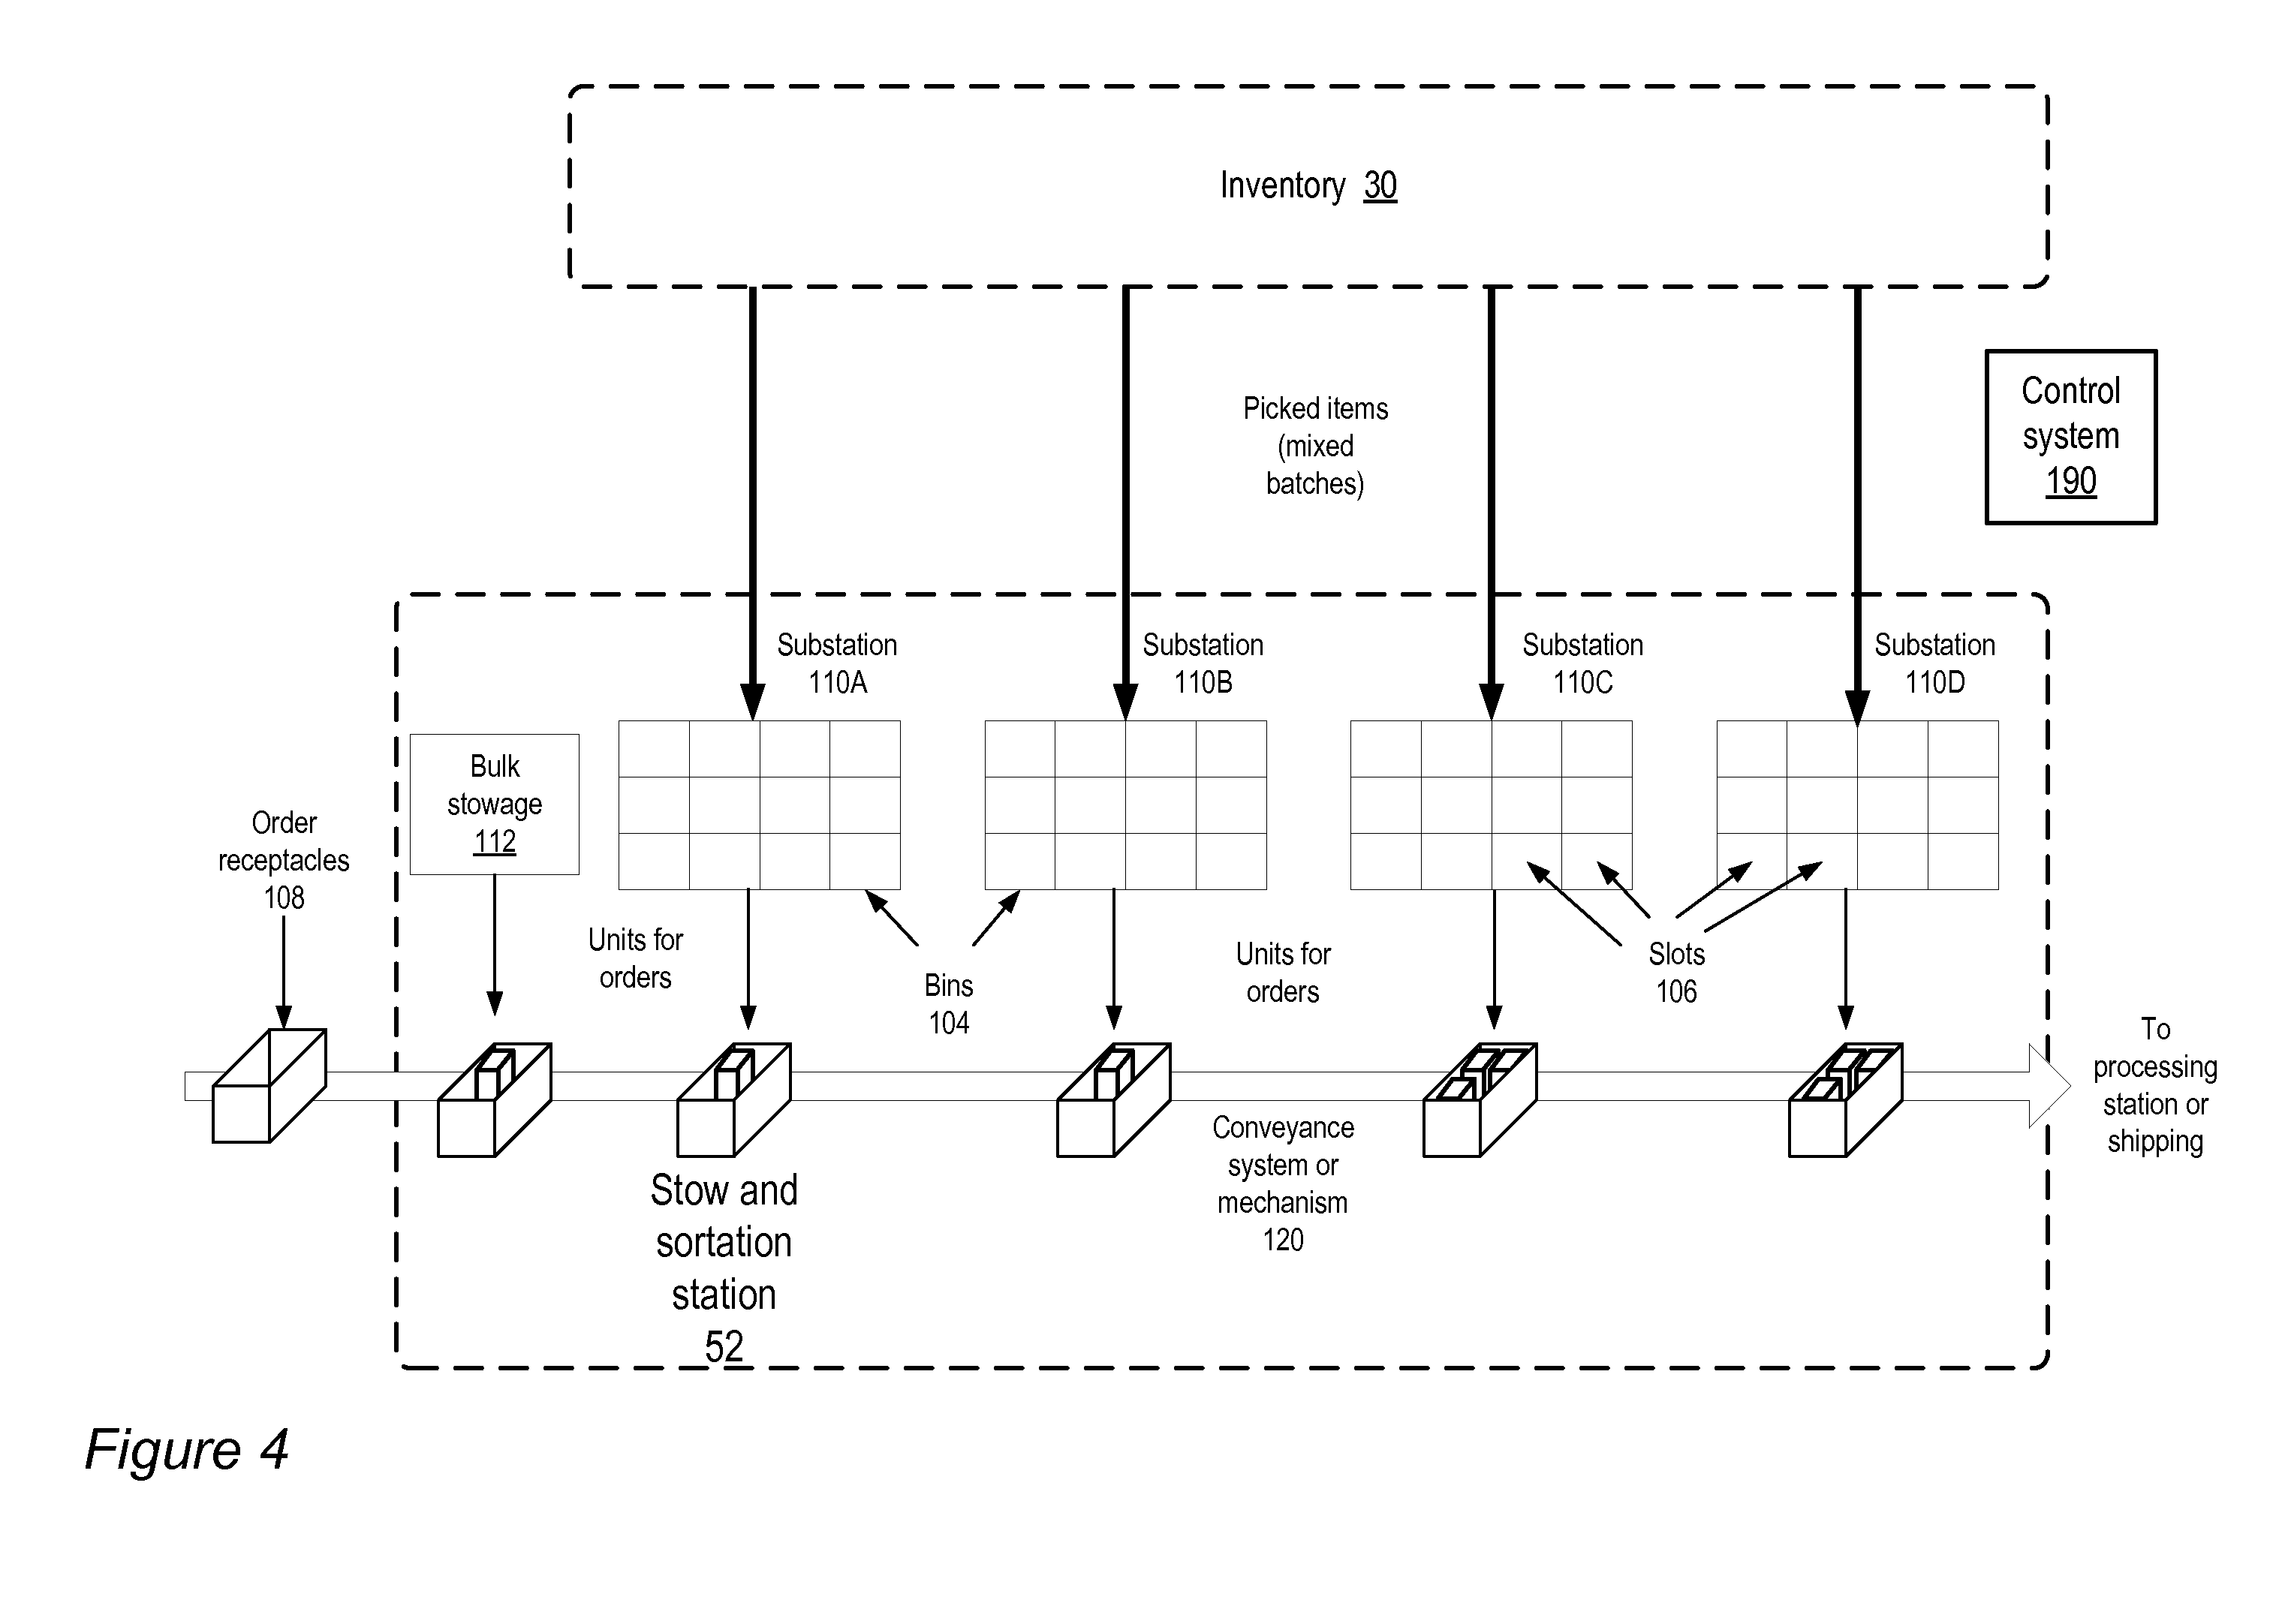 Inventory 30
Control
system
190
Picked items
(mixed
batches)
Substation
110A
Substation
110B
Substation
110C
Substation
110D
Bulk
stowage
112
Order
receptacles
108
Units for
orders
Bins
104
Units for
orders
Slots
106
To
processing
station or
shipping
Conveyance
system or
mechanism
120
Stow and
sortation
station
52
Figure 4